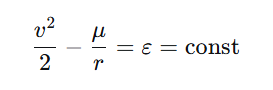 v²/2 − μ/r = ε = const